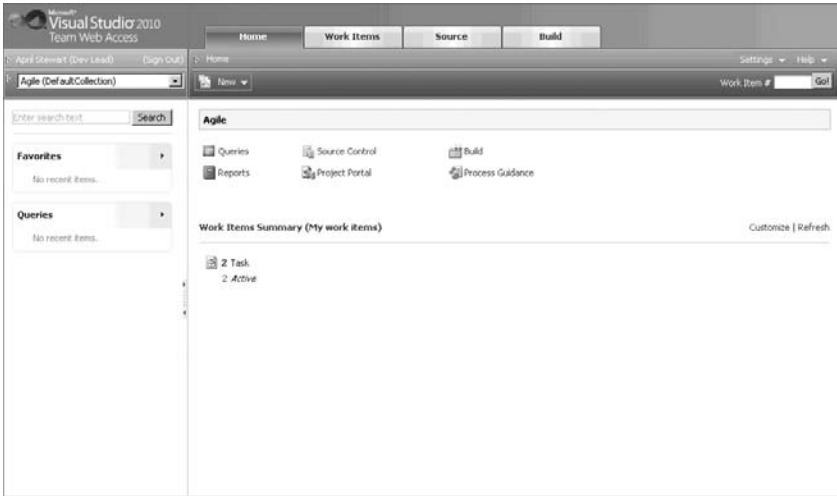 Microsoft®
Visual Studio 2010
Team Web Access
Home
Work Items
Source
Build
April Stewart (Dev Lead)
(Sign Out)
Home
Settings
Help
Agile (DefaultCollection)
New
Work Item #
Go!
Enter search text
Search
Favorites
No recent items.
Queries
No recent items.
Agile
Queries
Source Control
Build
Reports
Project Portal
Process Guidance
Work Items Summary (My work items)
Customize | Refresh
2 Task
2 Active